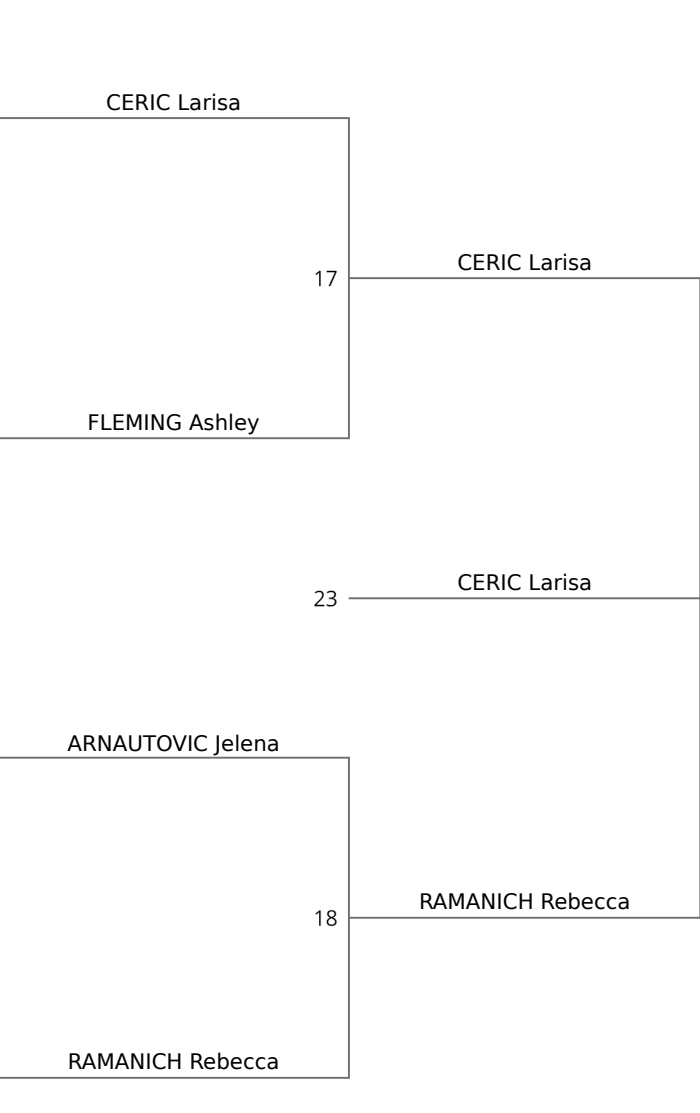 CERIC Larisa
17
CERIC Larisa
FLEMING Ashley
23
CERIC Larisa
ARNAUTOVIC Jelena
18
RAMANICH Rebecca
RAMANICH Rebecca